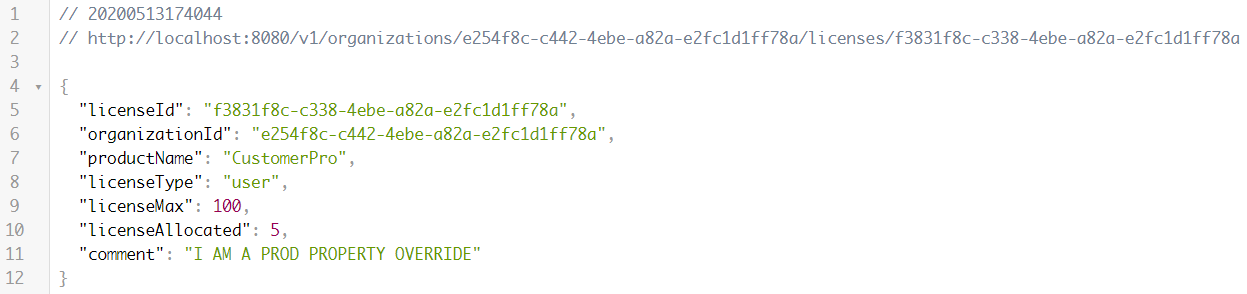 1 // 20200513174044
2 // http://localhost:8080/v1/organizations/e254f8c-c442-4ebe-a82a-e2fc1d1ff78a/licenses/f3831f8c-c338-4ebe-a82a-e2fc1d1ff78a
3
4 {
5 "licenseId": "f3831f8c-c338-4ebe-a82a-e2fc1d1ff78a",
6 "organizationId": "e254f8c-c442-4ebe-a82a-e2fc1d1ff78a",
7 "productName": "CustomerPro",
8 "licenseType": "user",
9 "licenseMax": 100,
10 "licenseAllocated": 5,
11 "comment": "I AM A PROD PROPERTY OVERRIDE"
12 }